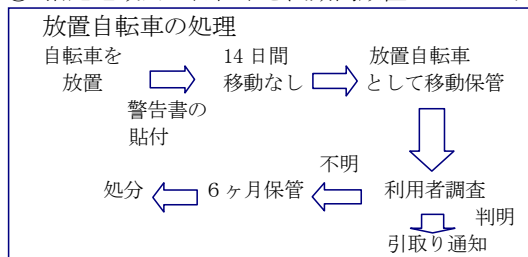 放置自転車の処理
自転車を
放置
警告書の
貼付
14日間
移動なし
放置自転車
として移動保管
利用者調査
不明
6ヶ月保管
処分
判明
引取り通知